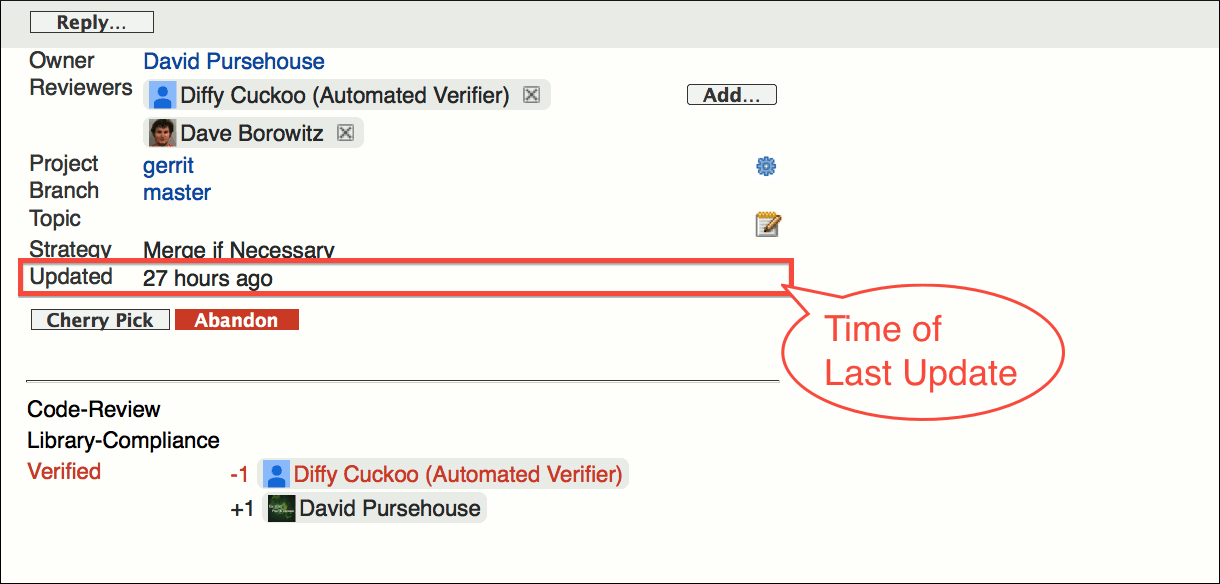 Reply...
Owner David Pursehouse
Reviewers Diffy Cuckoo (Automated Verifier) Add...
Dave Borowitz
Project gerrit
Branch master
Topic
Strategy Merge if Necessary
Updated 27 hours ago
Cherry Pick Abandon
Time of
Last Update
Code-Review
Library-Compliance
Verified -1 Diffy Cuckoo (Automated Verifier)
+1 David Pursehouse